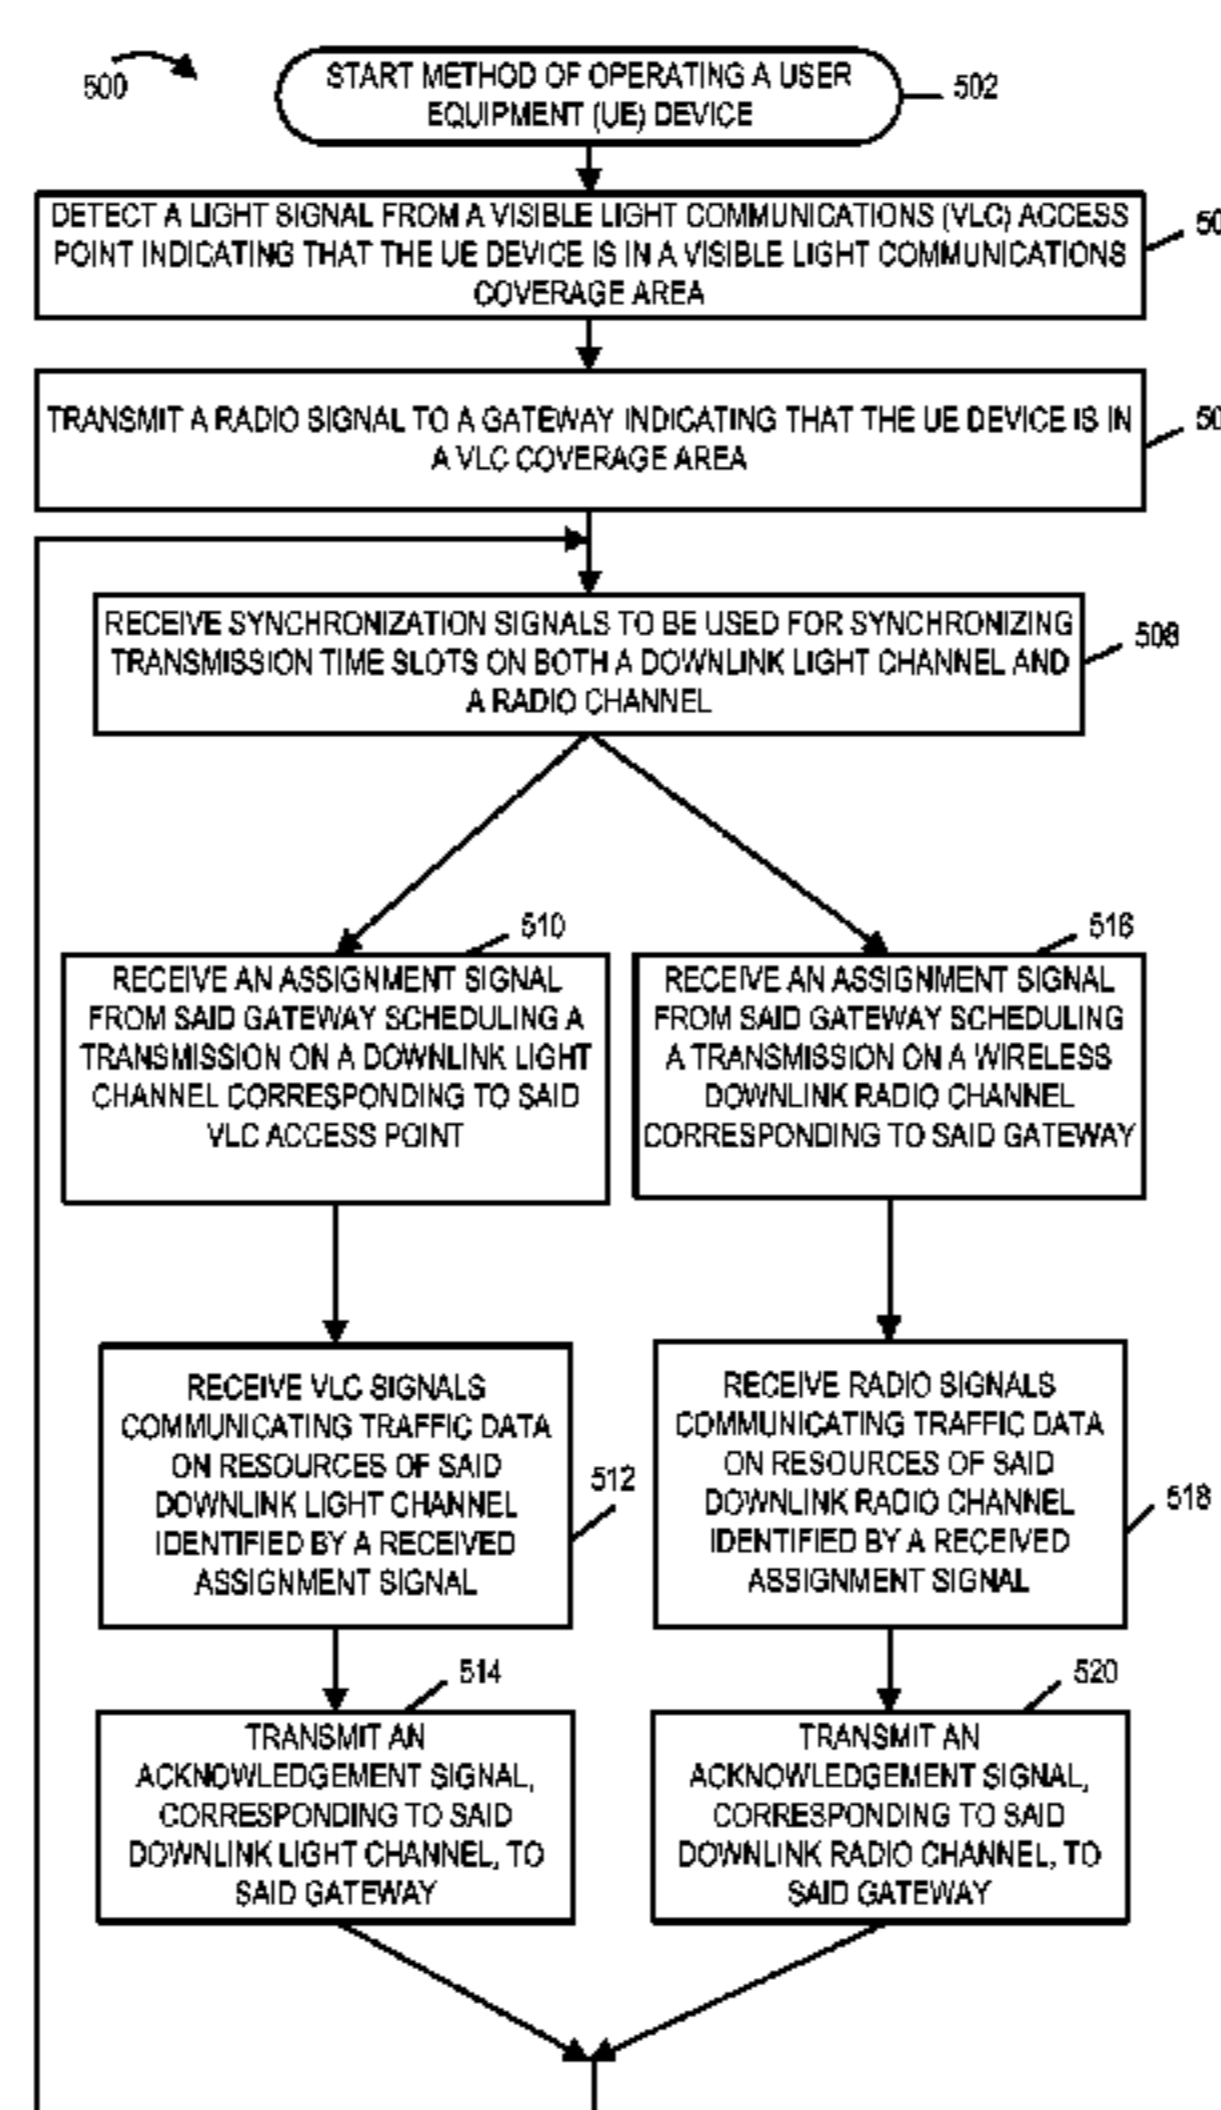 500
START METHOD OF OPERATING A USER
EQUIPMENT (UE) DEVICE
502
DETECT A LIGHT SIGNAL FROM A VISIBLE LIGHT COMMUNICATIONS (VLC) ACCESS
POINT INDICATING THAT THE UE DEVICE IS IN A VISIBLE LIGHT COMMUNICATIONS
COVERAGE AREA
TRANSMIT A RADIO SIGNAL TO A GATEWAY INDICATING THAT THE UE DEVICE IS IN
A VLC COVERAGE AREA
RECEIVE SYNCHRONIZATION SIGNALS TO BE USED FOR SYNCHRONIZING
TRANSMISSION TIME SLOTS ON BOTH A DOWNLINK LIGHT CHANNEL AND
A RADIO CHANNEL
508
510
RECEIVE AN ASSIGNMENT SIGNAL
FROM SAID GATEWAY SCHEDULING A
TRANSMISSION ON A DOWNLINK LIGHT
CHANNEL CORRESPONDING TO SAID
VLC ACCESS POINT
516
RECEIVE AN ASSIGNMENT SIGNAL
FROM SAID GATEWAY SCHEDULING
A TRANSMISSION ON A WIRELESS
DOWNLINK RADIO CHANNEL
CORRESPONDING TO SAID GATEWAY
RECEIVE VLC SIGNALS
COMMUNICATING TRAFFIC DATA
ON RESOURCES OF SAID
DOWNLINK LIGHT CHANNEL
IDENTIFIED BY A RECEIVED
ASSIGNMENT SIGNAL
512
RECEIVE RADIO SIGNALS
COMMUNICATING TRAFFIC DATA
ON RESOURCES OF SAID
DOWNLINK RADIO CHANNEL
IDENTIFIED BY A RECEIVED
ASSIGNMENT SIGNAL
518
514
TRANSMIT AN
ACKNOWLEDGEMENT SIGNAL,
CORRESPONDING TO SAID
DOWNLINK LIGHT CHANNEL, TO
SAID GATEWAY
520
TRANSMIT AN
ACKNOWLEDGEMENT SIGNAL,
CORRESPONDING TO SAID
DOWNLINK RADIO CHANNEL, TO
SAID GATEWAY